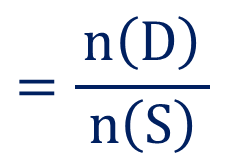 = n(D)
n(S)